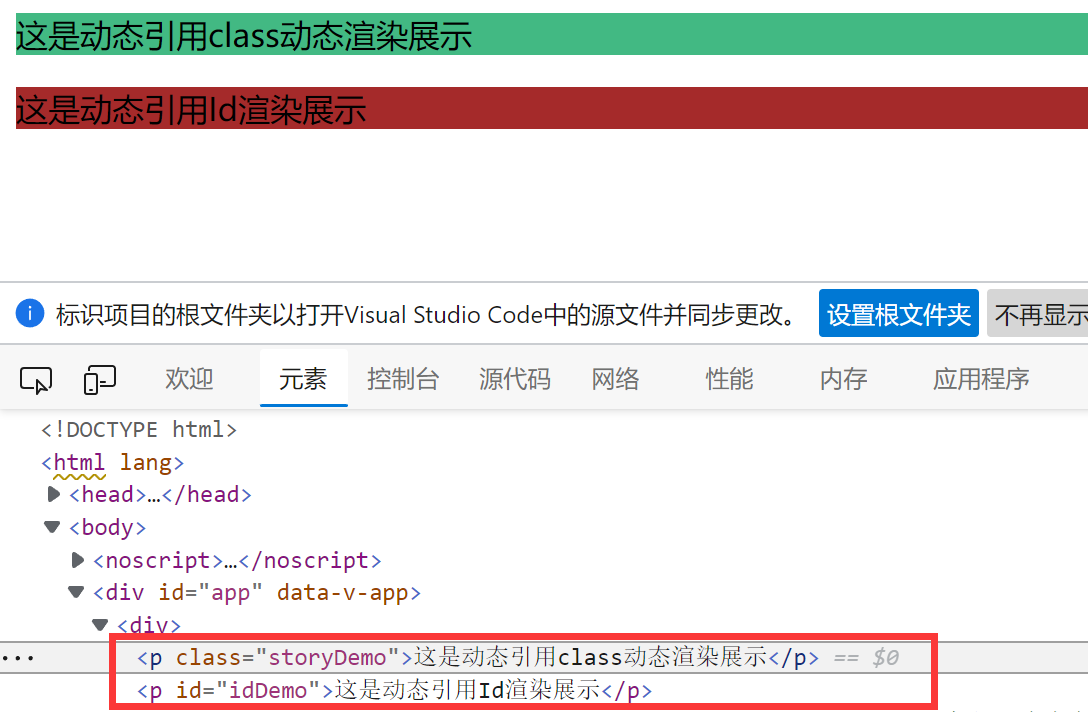 这是动态引用class动态渲染展示
这是动态引用Id渲染展示
标识项目的根文件夹以打开Visual Studio Code中的源文件并同步更改。 设置根文件夹 不再显示
欢迎 元素 控制台 源代码 网络 性能 内存 应用程序
<!DOCTYPE html>
<html lang>
<head>…</head>
<body>
<noscript>…</noscript>
<div id="app" data-v-app>
<div>
<p class="storyDemo">这是动态引用class动态渲染展示</p> == $0
<p id="idDemo">这是动态引用Id渲染展示</p>